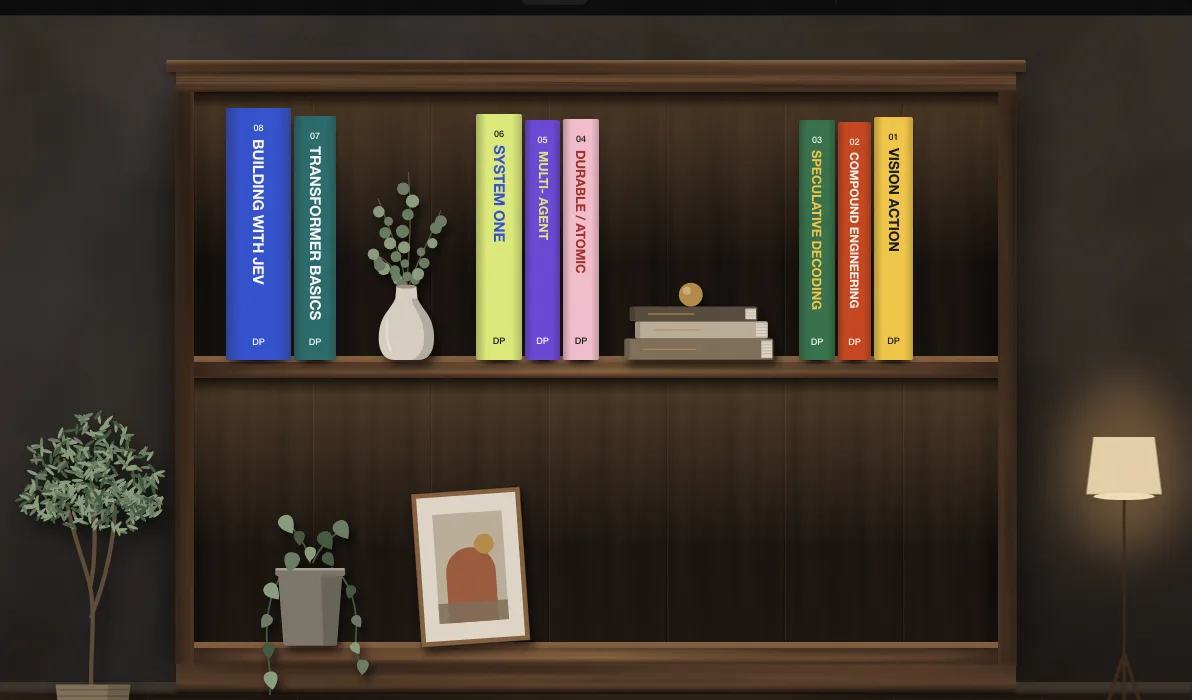 08
BUILDING WITH JEV
DP
07
TRANSFORMER BASICS
DP
06
SYSTEM ONE
DP
05
MULTI- AGENT
DP
04
DURABLE / ATOMIC
DP
03
SPECULATIVE DECODING
DP
02
COMPOUND ENGINEERING
DP
01
VISION ACTION
DP